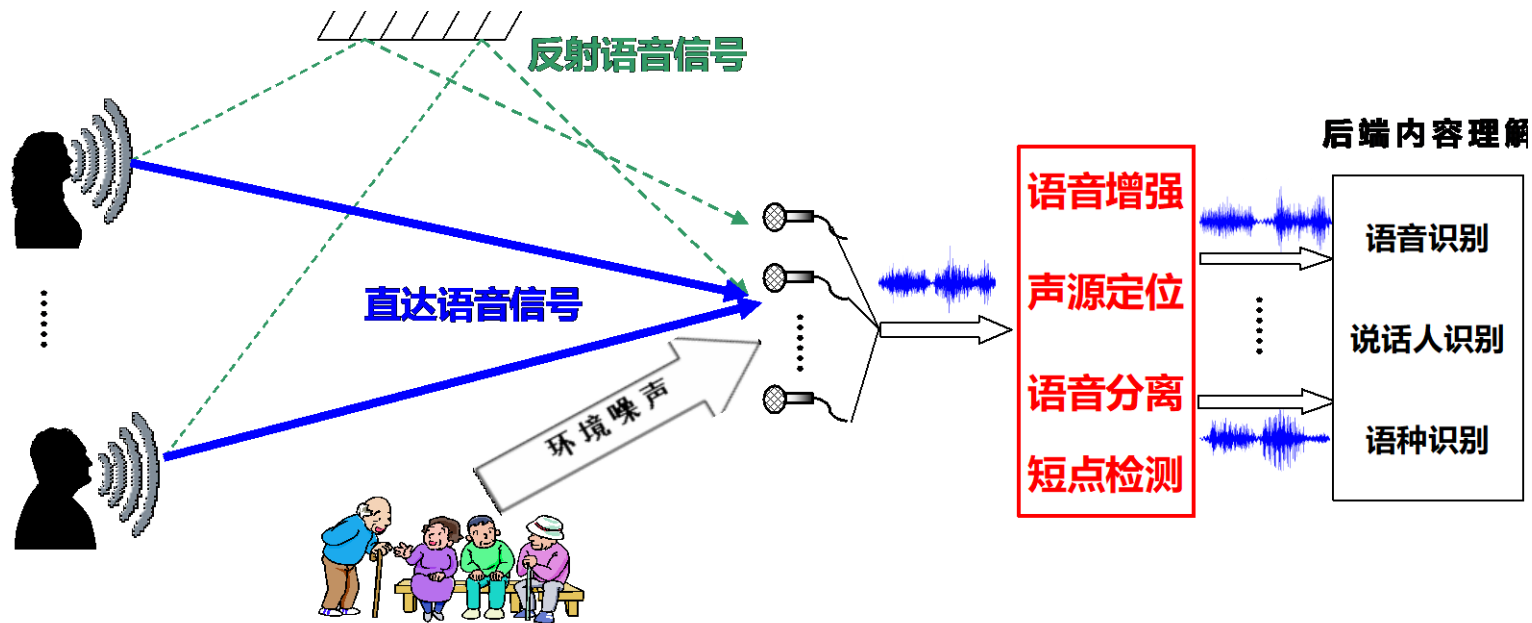 反射语音信号
后端内容理解
语音增强
语音识别
声源定位
直达语音信号
说话人识别
环境噪声
语音分离
语种识别
短点检测